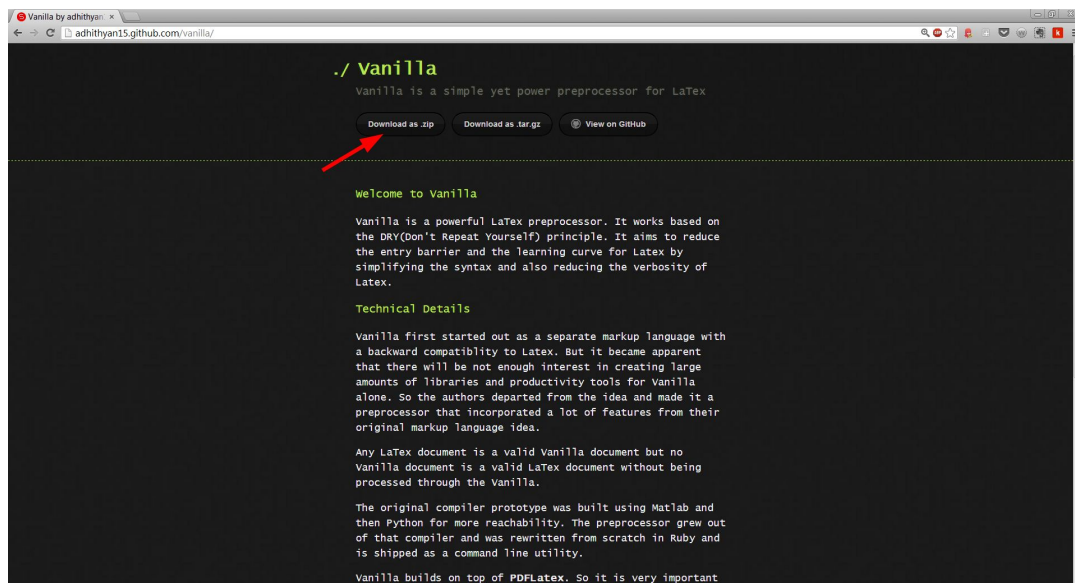 Vanilla by adhithyan
adhithyan15.github.com/vanilla/
./ Vanilla
Vanilla is a simple yet power preprocessor for LaTex
Download as .zip
Download as .tar.gz
View on GitHub
Welcome to Vanilla
Vanilla is a powerful LaTex preprocessor. It works based on
the DRY(Don't Repeat Yourself) principle. It aims to reduce
the entry barrier and the learning curve for Latex by
simplifying the syntax and also reducing the verbosity of
Latex.
Technical Details
Vanilla first started out as a separate markup language with
a backward compatiblity to Latex. But it became apparent
that there will be not enough interest in creating large
amounts of libraries and productivity tools for Vanilla
alone. So the authors departed from the idea and made it a
preprocessor that incorporated a lot of features from their
original markup language idea.
Any LaTex document is a valid Vanilla document but no
Vanilla document is a valid LaTex document without being
processed through the Vanilla.
The original compiler prototype was built using Matlab and
then Python for more reachability. The preprocessor grew out
of that compiler and was rewritten from scratch in Ruby and
is shipped as a command line utility.
Vanilla builds on top of PDFLatex. So it is very important